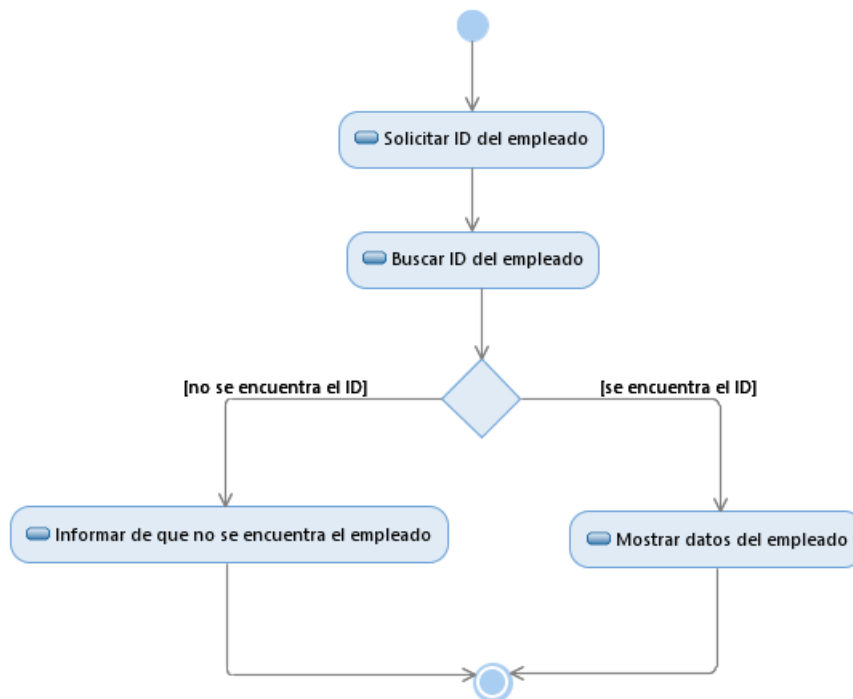 Solicitar ID del empleado
Buscar ID del empleado
[no se encuentra el ID]
[se encuentra el ID]
Informar de que no se encuentra el empleado
Mostrar datos del empleado